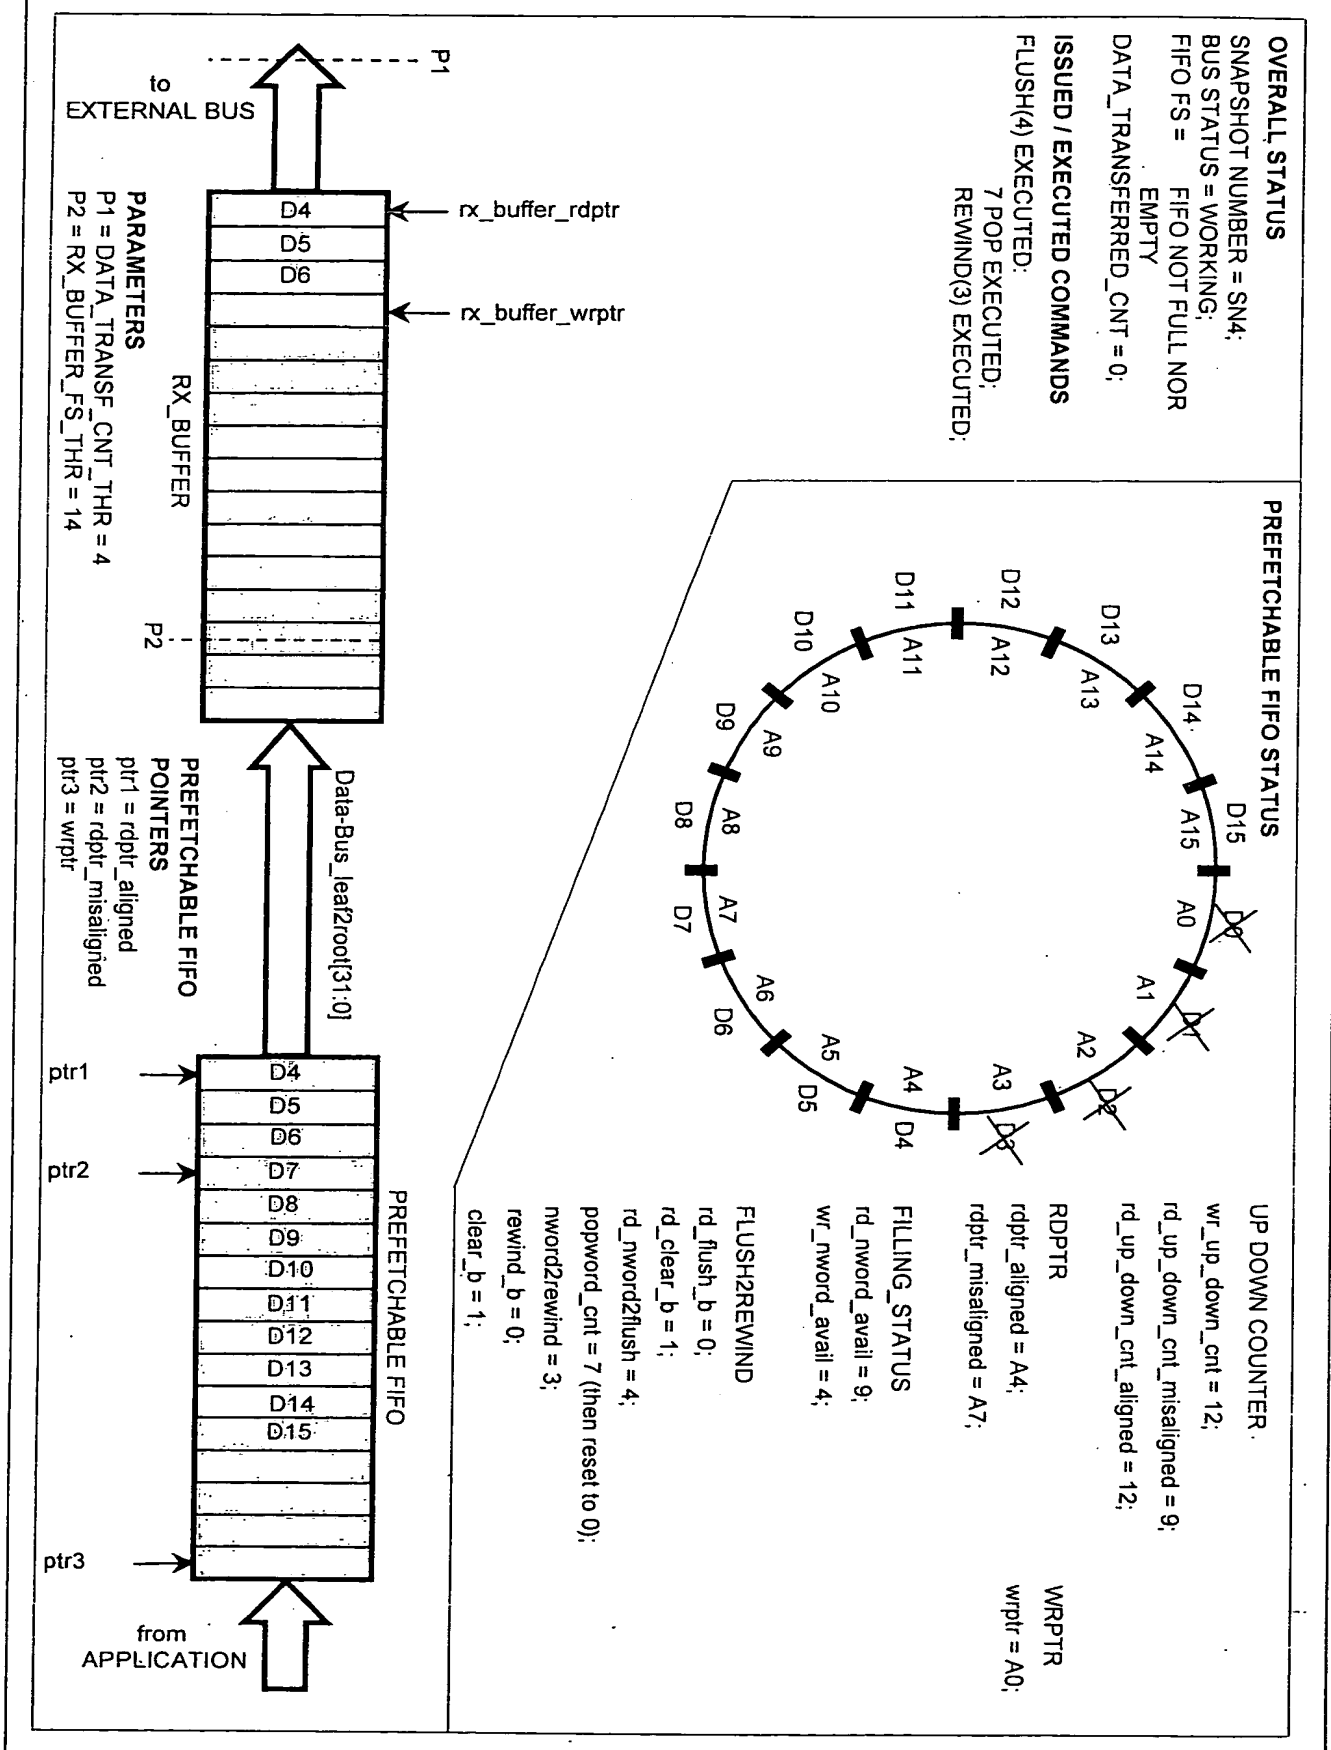 OVERALL STATUS
SNAPSHOT NUMBER = SN4;
BUS STATUS = WORKING;
FIFO FS = FIFO NOT FULL NOR
EMPTY
DATA_TRANSFERRED_CNT = 0;
ISSUED / EXECUTED COMMANDS
FLUSH(4) EXECUTED:
7 POP EXECUTED;
REWIND(3) EXECUTED;
PREFETCHABLE FIFO STATUS
D0
D1
D2
D3
D4
D5
D6
D7
D8
D9
D10
D11
D12
D13
D14
D15
A0
A1
A2
A3
A4
A5
A6
A7
A8
A9
A10
A11
A12
A13
A14
A15
UP DOWN COUNTER
wr_up_down_cnt = 12;
rd_up_down_cnt_misaligned = 9;
rd_up_down_cnt_aligned = 12;
RDPTR
rdptr_aligned = A4;
rdptr_misaligned = A7;
WRPTR
wrptr = A0;
FILLING_STATUS
rd_nword_avail = 9;
wr_nword_avail = 4;
FLUSH2REWIND
rd_flush_b = 0;
rd_clear_b = 1;
rd_nword2flush = 4;
popword_cnt = 7 (then reset to 0);
nword2rewind = 3;
rewind_b = 0;
clear_b = 1;
P1
to
EXTERNAL BUS
D4
D5
D6
rx_buffer_rdptr
rx_buffer_wrptr
RX_BUFFER
P2
PARAMETERS
P1 = DATA_TRANSF_CNT_THR = 4
P2 = RX_BUFFER_FS_THR = 14
Data-Bus_leaf2root[31:0]
PREFETCHABLE FIFO
POINTERS
ptr1 = rdptr_aligned
ptr2 = rdptr_misaligned
ptr3 = wrptr
PREFETCHABLE FIFO
ptr1
ptr2
ptr3
D4
D5
D6
D7
D8
D9
D10
D11
D12
D13
D14
D15
from
APPLICATION